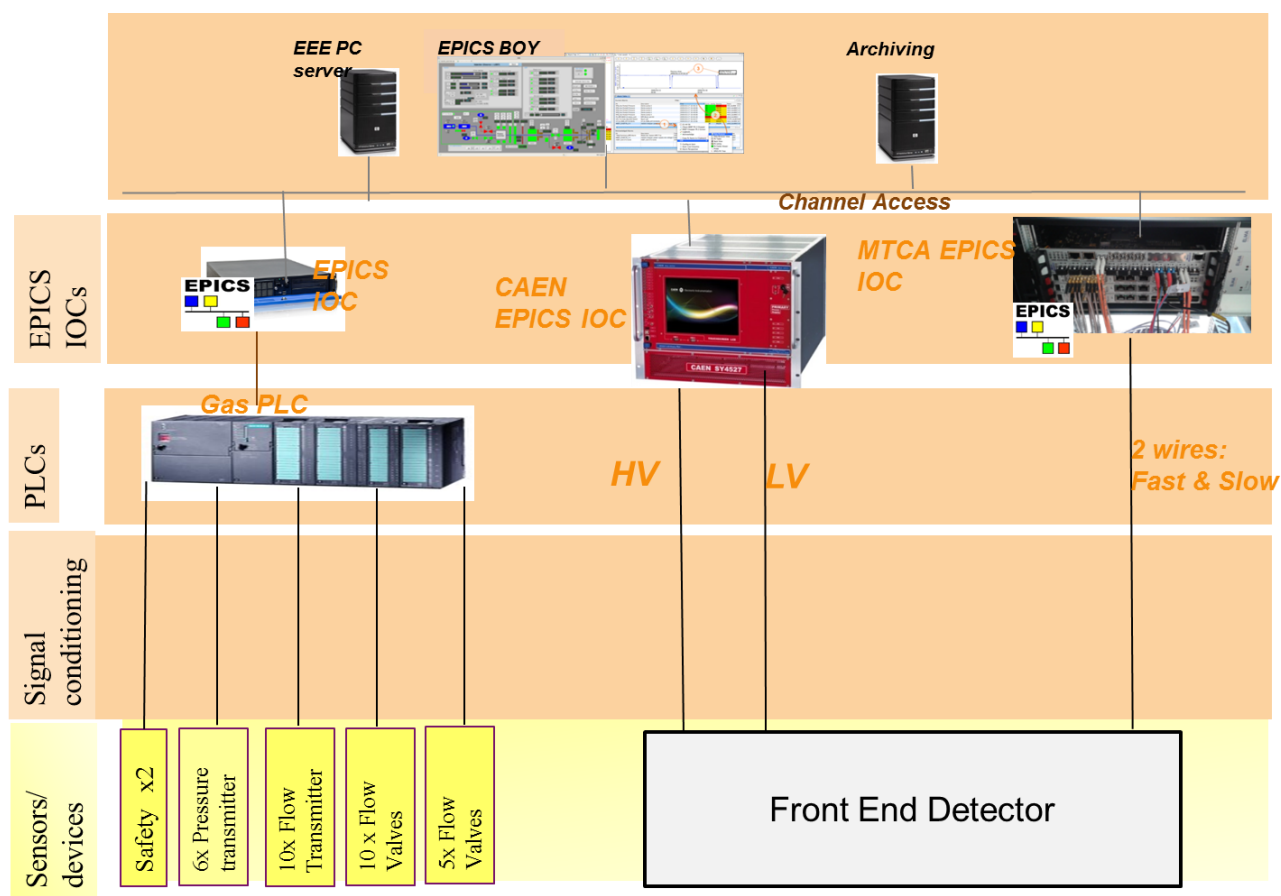 EEE PC
server
EPICS BOY
Archiving
Channel Access
EPICS
IOCs
EPICS
EPICS
IOC
CAEN
EPICS IOC
CAEN SY4527
MTCA EPICS
IOC
EPICS
PLCs
Gas PLC
HV
LV
2 wires:
Fast & Slow
Signal
conditioning
Sensors/
devices
Safety x2
6x Pressure
transmitter
10x Flow
Transmitter
10 x Flow
Valves
5x Flow
Valves
Front End Detector